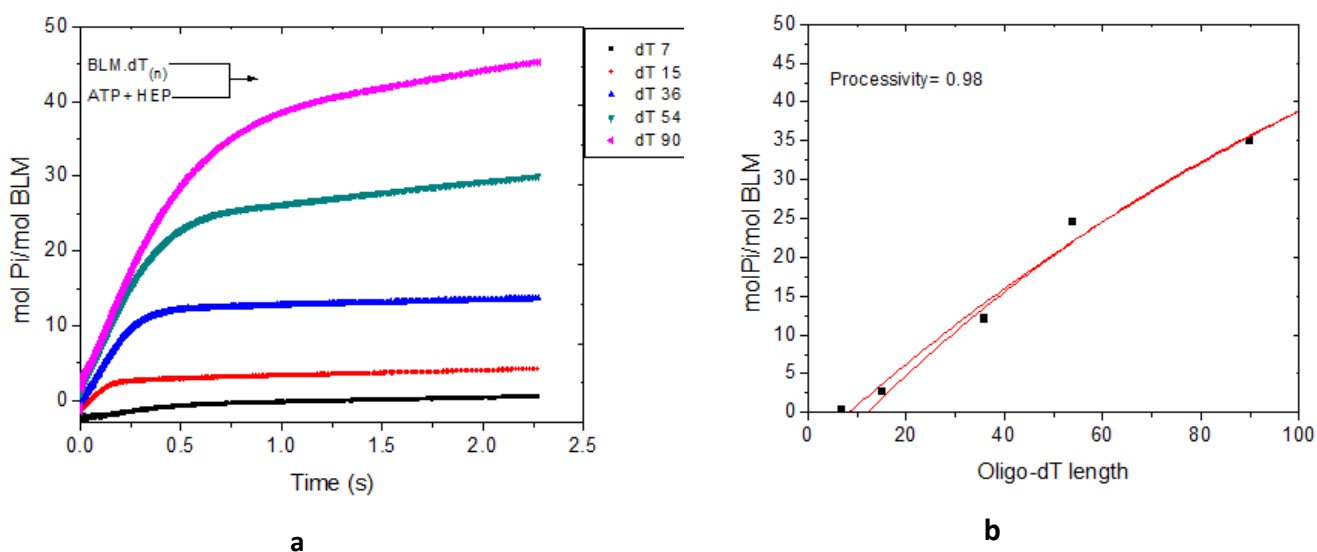 50
45
40
30
20
10
0
mol Pi/mol BLM
BLM.dT(n)
ATP + HEP
dT 7
dT 15
dT 36
dT 54
dT 90
0.0 0.5 1.0 1.5 2.0 2.5
Time (s)
a
50
45
40
35
30
25
20
15
10
5
0
molPi/mol BLM
Processivity= 0.98
0 20 40 60 80 100
Oligo-dT length
b